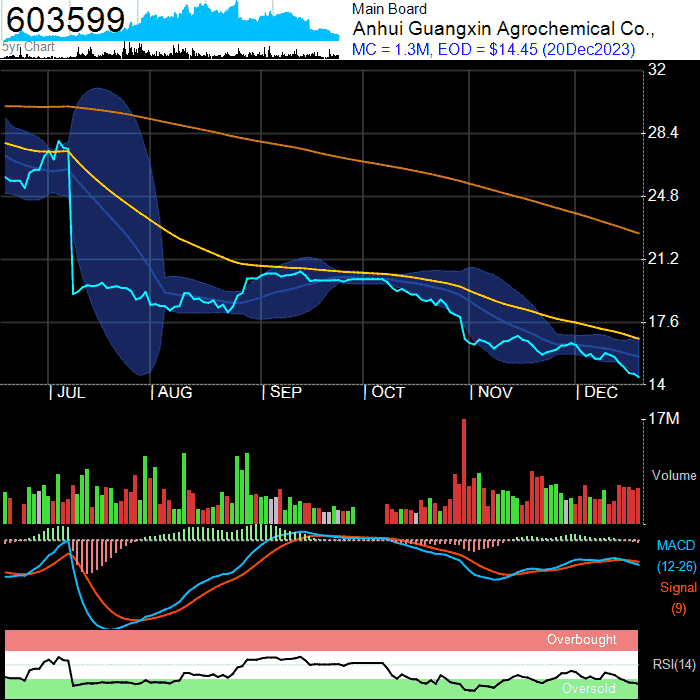 603599
5yr Chart
Main Board
Anhui Guangxin Agrochemical Co.,
MC = 1.3M, EOD = $14.45 (20Dec2023)
32
28.4
24.8
21.2
17.6
14
| JUL | AUG | SEP | OCT | NOV | DEC
17M
Volume
MACD
(12-26)
Signal
(9)
Overbought
RSI(14)
Oversold